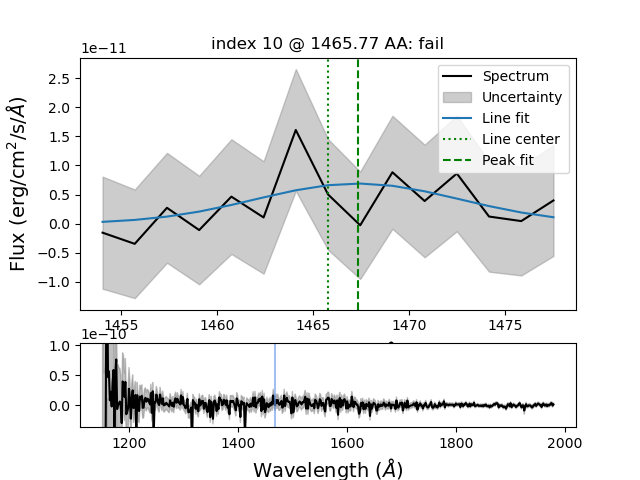 index 10 @ 1465.77 AA: fail
1e−11
Flux (erg/cm²/s/Å)
2.5
2.0
1.5
1.0
0.5
0.0
−0.5
−1.0
Spectrum
Uncertainty
Line fit
Line center
Peak fit
1455 1460 1465 1470 1475
1e−10
1.0
0.5
0.0
1200 1400 1600 1800 2000
Wavelength (Å)